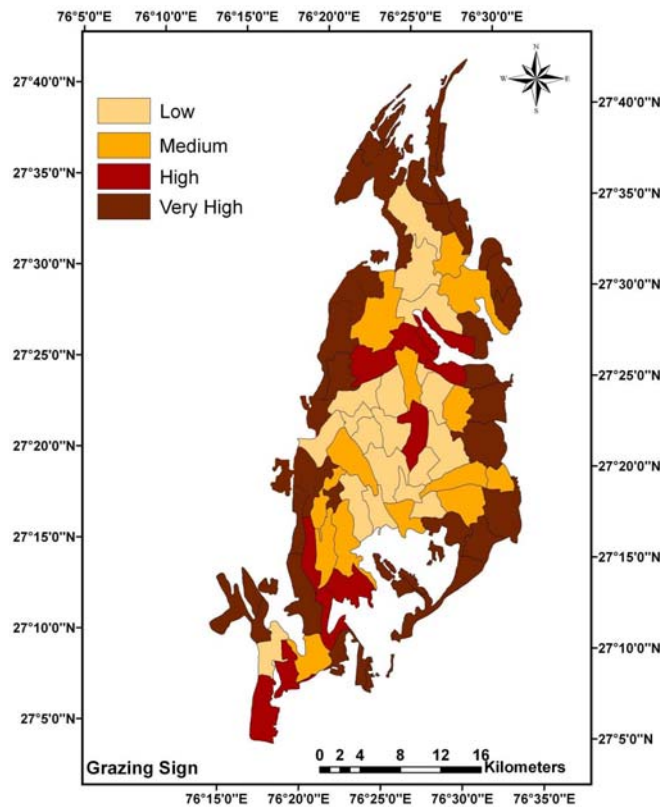 76°5'0"E 76°10'0"E 76°15'0"E 76°20'0"E 76°25'0"E 76°30'0"E
N
W E
S
Low
Medium
High
Very High
27°40'0"N 27°40'0"N
27°35'0"N 27°35'0"N
27°30'0"N 27°30'0"N
27°25'0"N 27°25'0"N
27°20'0"N 27°20'0"N
27°15'0"N 27°15'0"N
27°10'0"N 27°10'0"N
27°5'0"N 27°5'0"N
0 2 4 8 12 16
Grazing Sign Kilometers
76°15'0"E 76°20'0"E 76°25'0"E 76°30'0"E 76°35'0"E